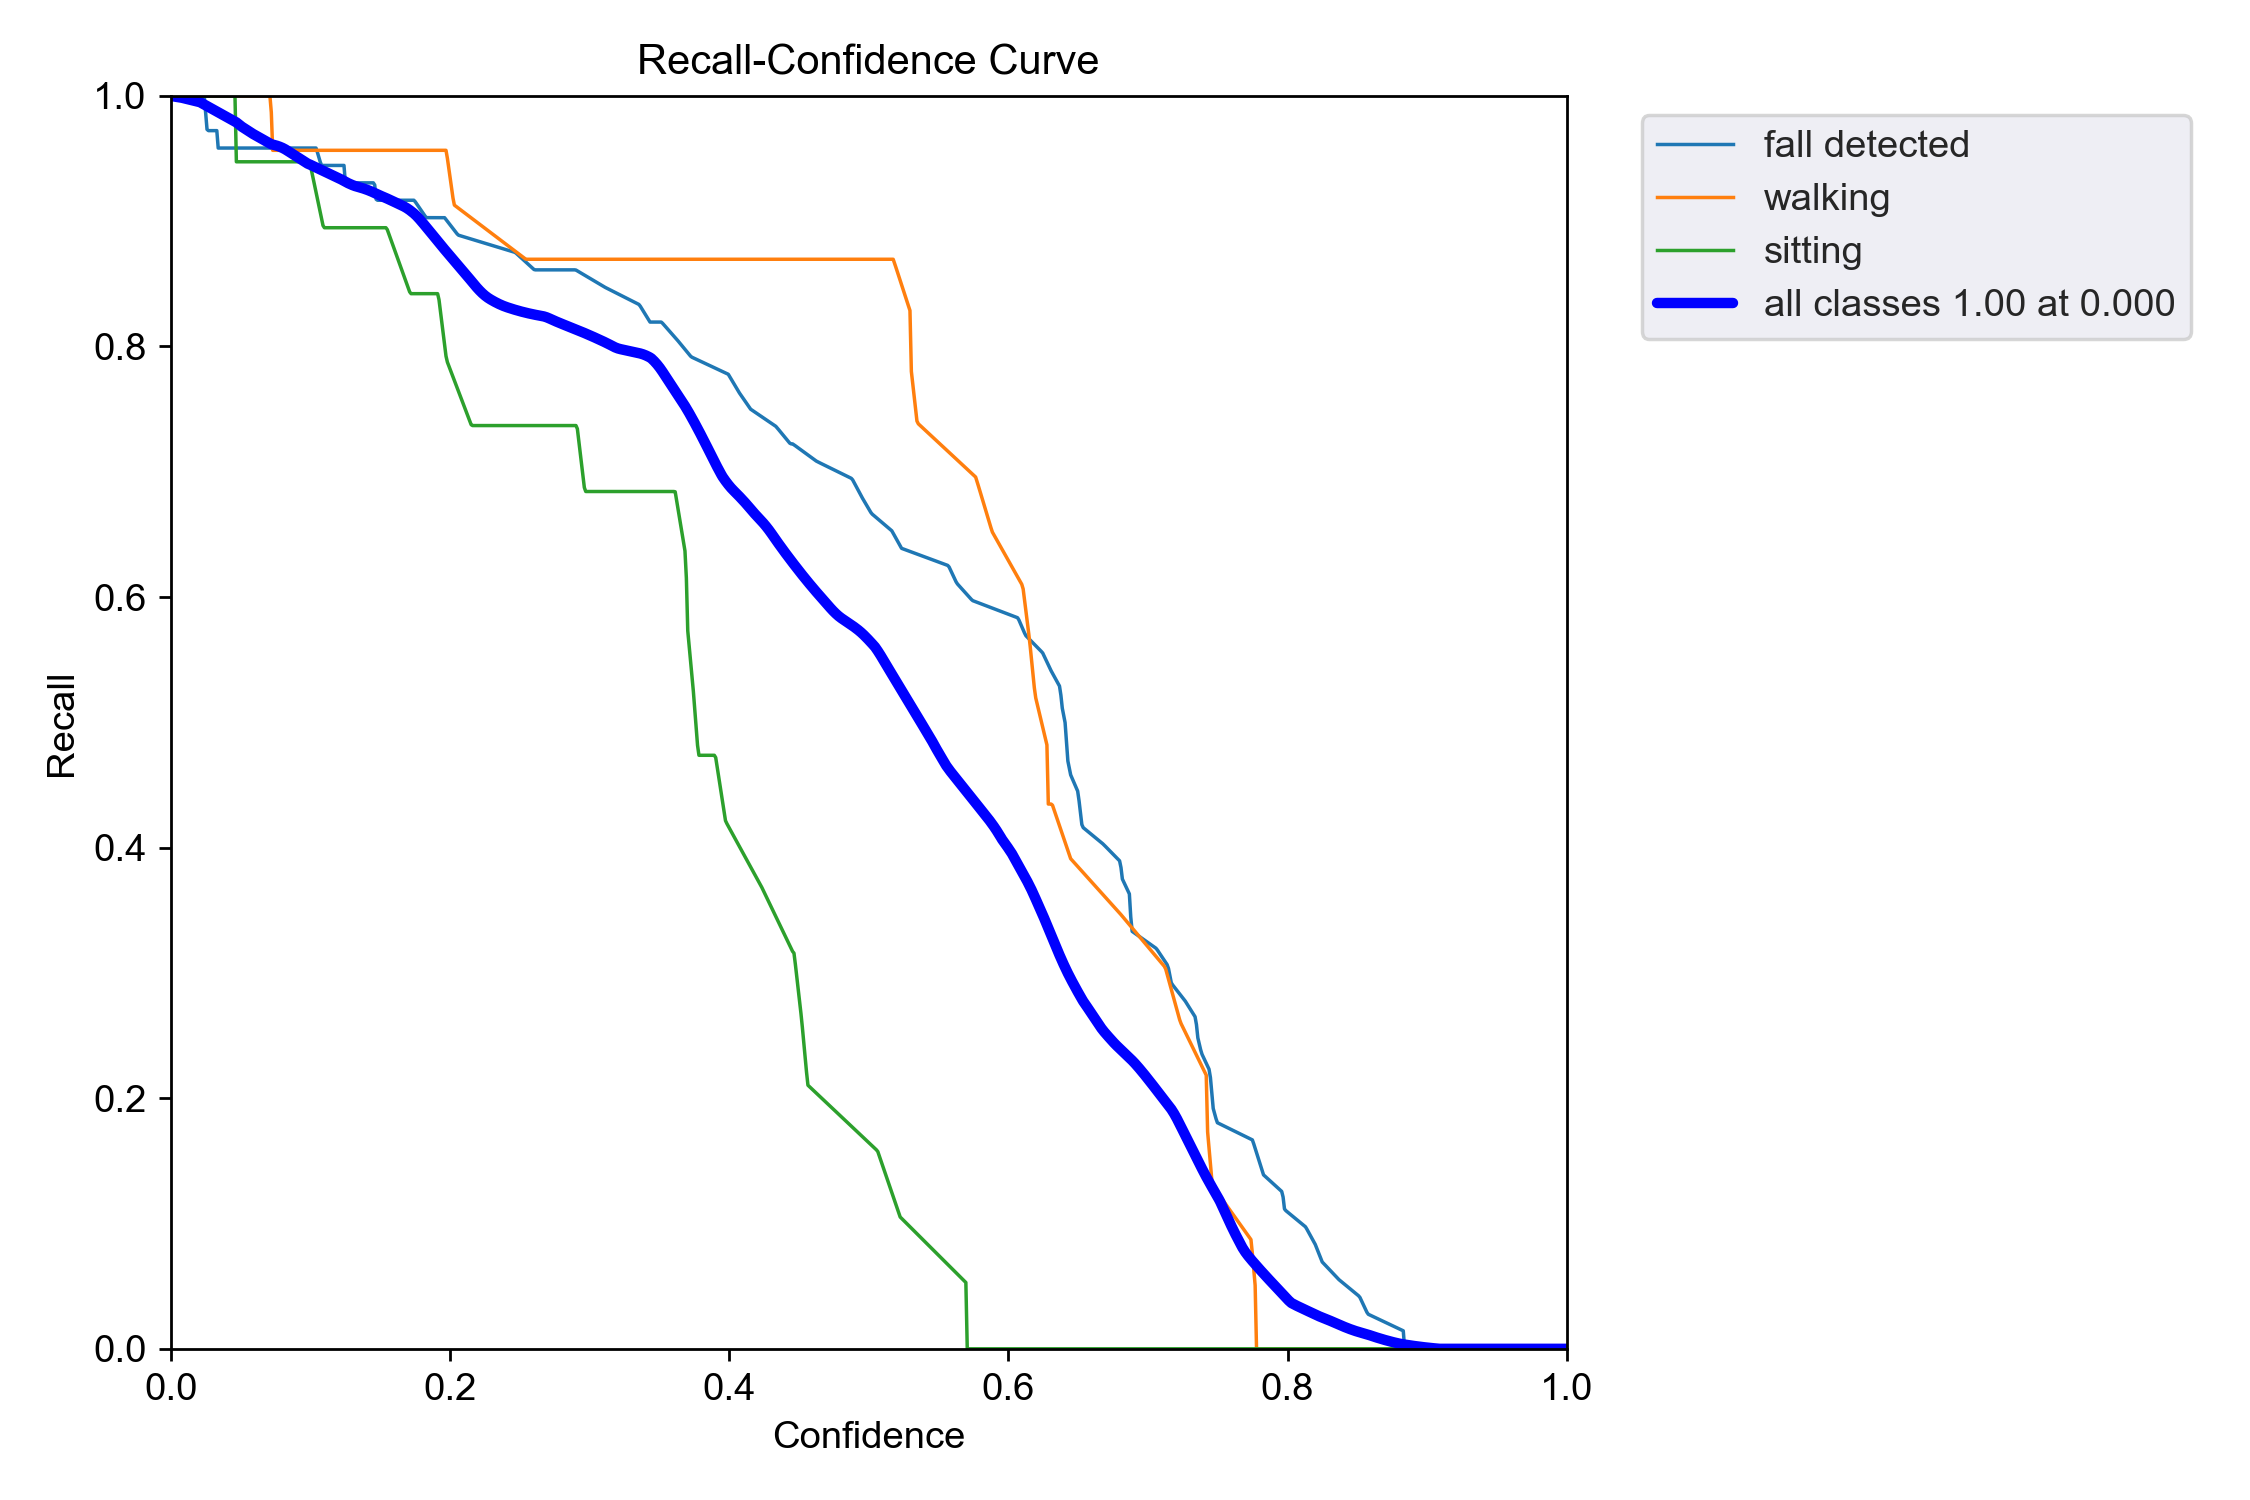 Recall-Confidence Curve
1.0
0.8
0.6
0.4
0.2
0.0
Recall
0.0 0.2 0.4 0.6 0.8 1.0
Confidence
fall detected
walking
sitting
all classes 1.00 at 0.000